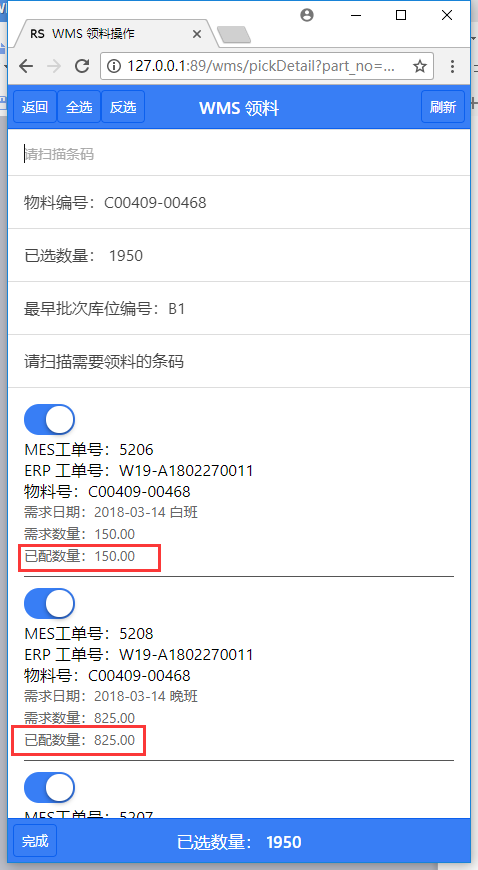 RS WMS 领料操作
127.0.0.1:89/wms/pickDetail?part_no=...
返回 全选 反选 WMS 领料 刷新
请扫描条码
物料编号：C00409-00468
已选数量： 1950
最早批次库位编号：B1
请扫描需要领料的条码
MES工单号：5206
ERP 工单号：W19-A1802270011
物料号：C00409-00468
需求日期：2018-03-14 白班
需求数量：150.00
已配数量：150.00
MES工单号：5208
ERP 工单号：W19-A1802270011
物料号：C00409-00468
需求日期：2018-03-14 晚班
需求数量：825.00
已配数量：825.00
MES工单号：5207
完成 已选数量： 1950